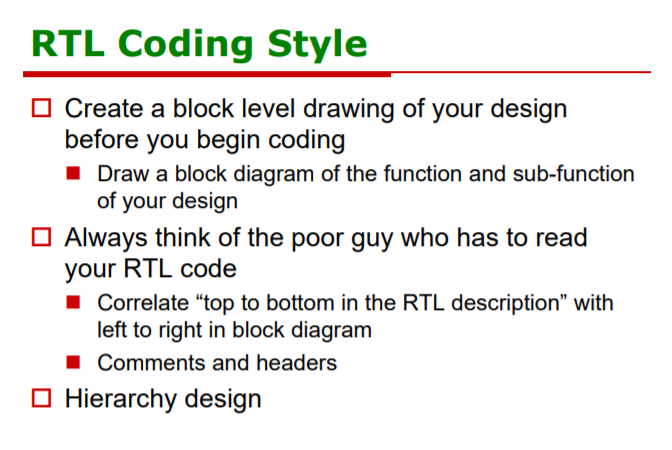 RTL Coding Style
Create a block level drawing of your design
before you begin coding
Draw a block diagram of the function and sub-function
of your design
Always think of the poor guy who has to read
your RTL code
Correlate “top to bottom in the RTL description” with
left to right in block diagram
Comments and headers
Hierarchy design